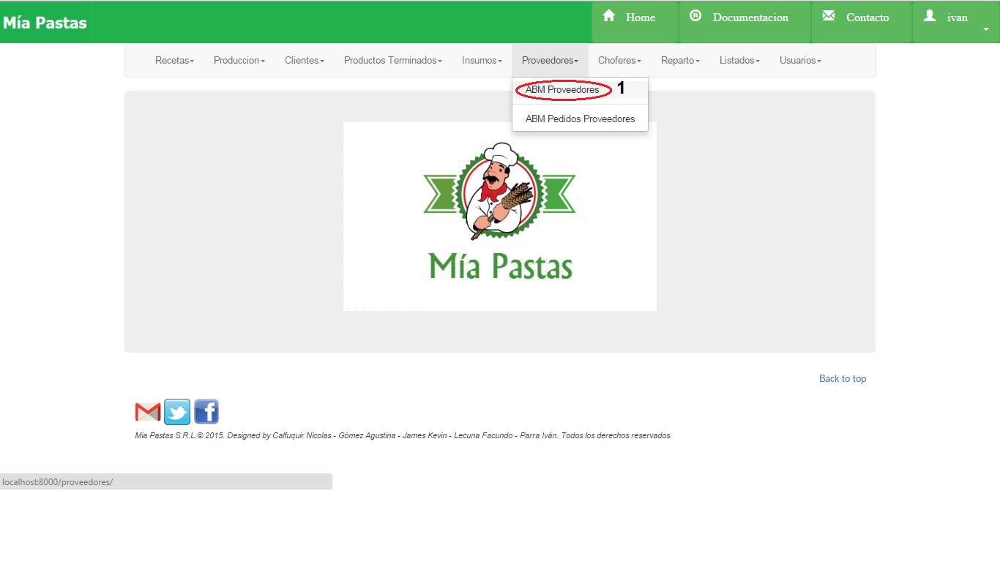 Mía Pastas
Home
Documentacion
Contacto
ivan
Recetas
Produccion
Clientes
Productos Terminados
Insumos
Proveedores
Choferes
Reparto
Listados
Usuarios
ABM Proveedores 1
ABM Pedidos Proveedores
Mía Pastas
Back to top
Mia Pastas S.R.L.© 2015. Designed by Calfuquir Nicolas - Gómez Agustina - James Kevin - Lecuna Facundo - Parra Iván. Todos los derechos reservados.
localhost:8000/proveedores/